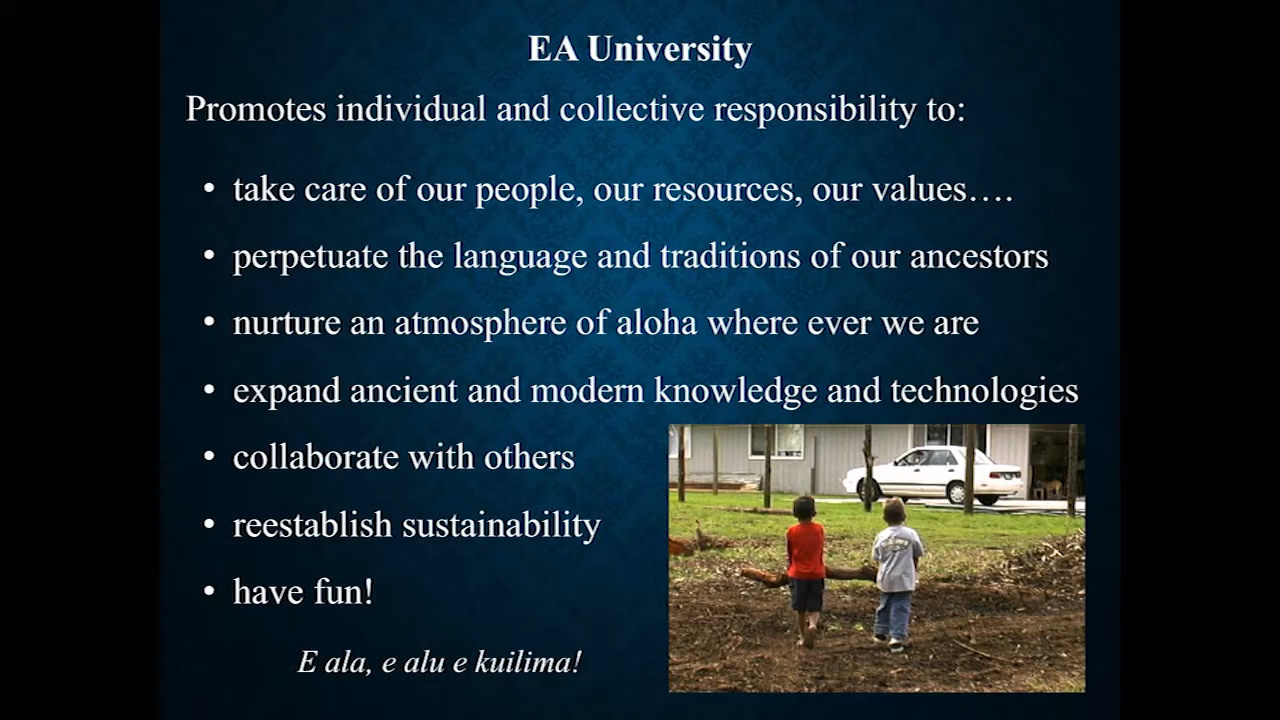 EA University
Promotes individual and collective responsibility to:
• take care of our people, our resources, our values….
• perpetuate the language and traditions of our ancestors
• nurture an atmosphere of aloha where ever we are
• expand ancient and modern knowledge and technologies
• collaborate with others
• reestablish sustainability
• have fun!
E ala, e alu e kuilima!